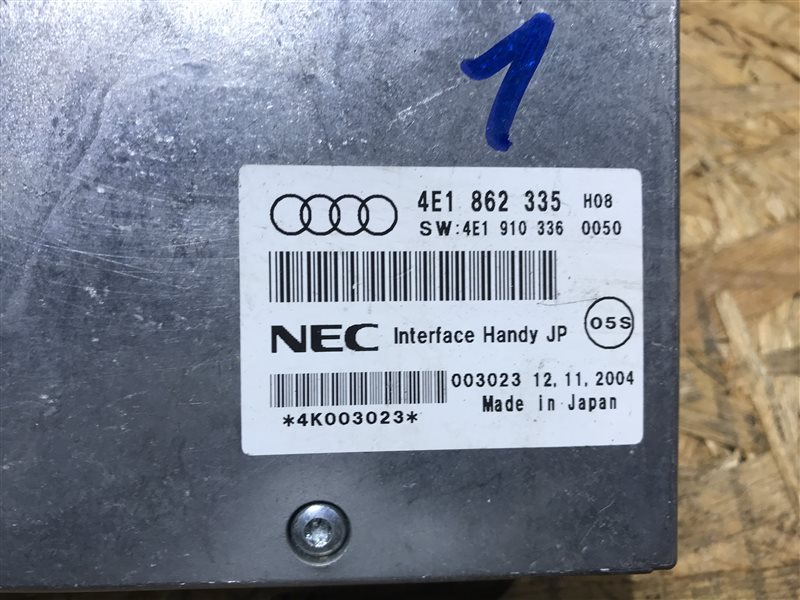 1
4E1 862 335 H08
SW:4E1 910 336 0050
NEC Interface Handy JP 05S
003023 12, 11, 2004
*4K003023* Made in Japan